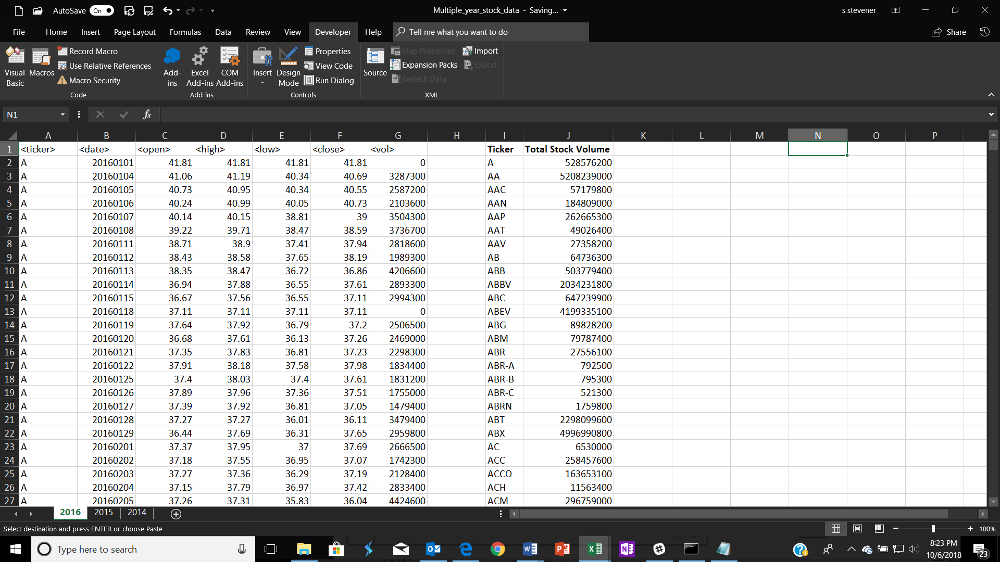 AutoSave On Multiple_year_stock_data - Saving... s stevener
File Home Insert Page Layout Formulas Data Review View Developer Help Tell me what you want to do Share
Visual Basic Macros Record Macro Use Relative References Macro Security Code
Add-ins Excel Add-ins COM Add-ins Add-ins
Insert Design Mode Properties View Code Run Dialog Controls
Source Map Properties Expansion Packs Refresh Data Import Export XML
N1 fx
A B C D E F G H I J K L M N O P
1 <ticker> <date> <open> <high> <low> <close> <vol> Ticker Total Stock Volume
2 A 20160101 41.81 41.81 41.81 41.81 0 A 528576200
3 A 20160104 41.06 41.19 40.34 40.69 3287300 AA 5208239000
4 A 20160105 40.73 40.95 40.34 40.55 2587200 AAC 57179800
5 A 20160106 40.24 40.99 40.05 40.73 2103600 AAN 184809000
6 A 20160107 40.14 40.15 38.81 39 3504300 AAP 262665300
7 A 20160108 39.22 39.71 38.47 38.59 3736700 AAT 49026400
8 A 20160111 38.71 38.9 37.41 37.94 2818600 AAV 27358200
9 A 20160112 38.43 38.58 37.65 38.19 1989300 AB 64736300
10 A 20160113 38.35 38.47 36.72 36.86 4206600 ABB 503779400
11 A 20160114 36.94 37.88 36.55 37.61 2893300 ABBV 2034231800
12 A 20160115 36.67 37.56 36.55 37.11 2994300 ABC 647239900
13 A 20160118 37.11 37.11 37.11 37.11 0 ABEV 4199335100
14 A 20160119 37.64 37.92 36.79 37.2 2506500 ABG 89828200
15 A 20160120 36.68 37.61 36.13 37.26 2469000 ABM 79787400
16 A 20160121 37.35 37.83 36.81 37.23 2298300 ABR 27556100
17 A 20160122 37.91 38.18 37.58 37.98 1834400 ABR-A 792500
18 A 20160125 37.4 38.03 37.4 37.61 1831200 ABR-B 795300
19 A 20160126 37.89 37.96 37.36 37.51 1755000 ABR-C 521300
20 A 20160127 37.39 37.92 36.81 37.05 1479400 ABRN 1759800
21 A 20160128 37.27 37.27 36.01 36.11 3479400 ABT 2298099600
22 A 20160129 36.44 37.69 36.31 37.65 2959800 ABX 4996990800
23 A 20160201 37.37 37.95 37 37.69 2666500 AC 6530000
24 A 20160202 37.18 37.55 36.95 37.07 1742300 ACC 258457600
25 A 20160203 37.27 37.36 36.29 37.19 2128400 ACCO 163653100
26 A 20160204 37.15 37.79 36.97 37.42 2833400 ACH 11563400
27 A 20160205 37.26 37.31 35.83 36.04 4424600 ACM 296759000
2016 2015 2014
Select destination and press ENTER or choose Paste 100%
Type here to search 8:23 PM
10/6/2018 23